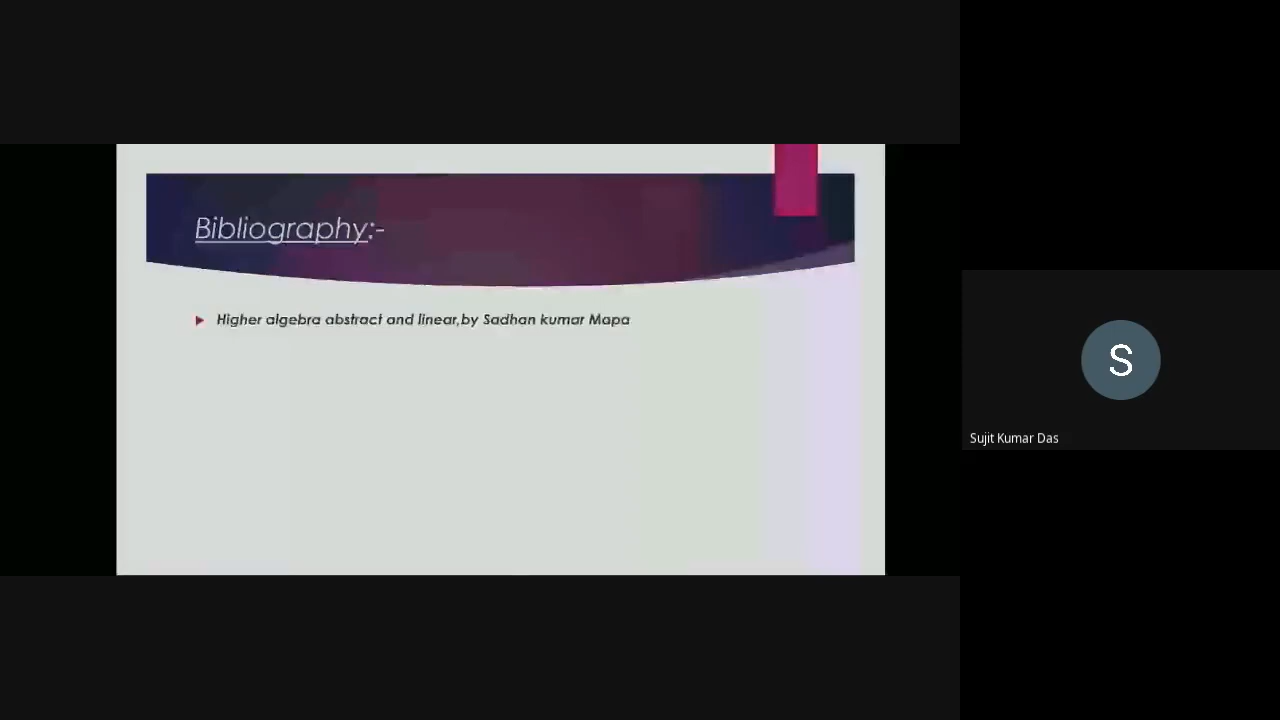 Bibliography:-
Higher algebra abstract and linear,by Sadhan kumar Mapa
S
Sujit Kumar Das